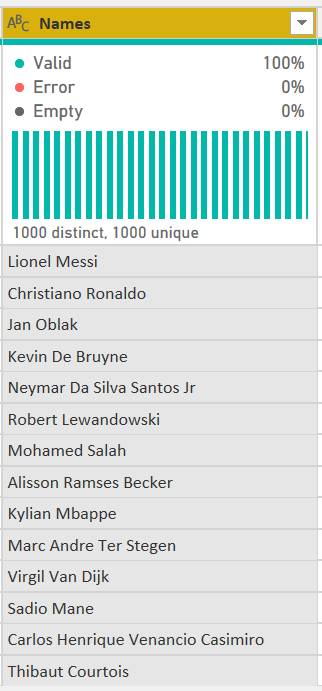 ABC Names
Valid 100%
Error 0%
Empty 0%
1000 distinct, 1000 unique
Lionel Messi
Christiano Ronaldo
Jan Oblak
Kevin De Bruyne
Neymar Da Silva Santos Jr
Robert Lewandowski
Mohamed Salah
Alisson Ramses Becker
Kylian Mbappe
Marc Andre Ter Stegen
Virgil Van Dijk
Sadio Mane
Carlos Henrique Venancio Casimiro
Thibaut Courtois